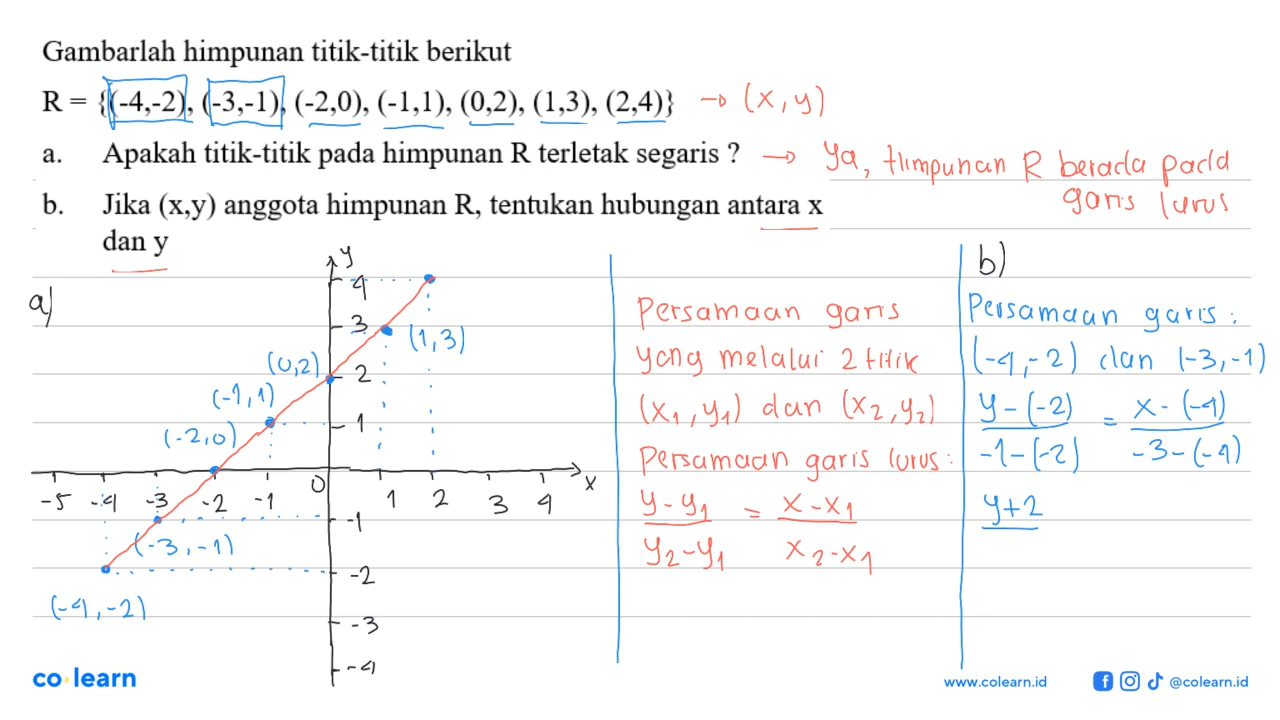 Gambarlah himpunan titik-titik berikut
R = {(-4,-2), (-3,-1), (-2,0), (-1,1), (0,2), (1,3), (2,4)} → (x, y)
a. Apakah titik-titik pada himpunan R terletak segaris ? → Ya, Himpunan R berada pada
garis lurus
b. Jika (x,y) anggota himpunan R, tentukan hubungan antara x
dan y
a)
y
4
3
2
1
0
-5 -4 -3 -2 -1
1 2 3 4
x
-1
-2
-3
-4
(1,3)
(0,2)
(-1,1)
(-2,0)
(-3,-1)
(-4,-2)
Persamaan garis
yang melalui 2 titik
(x1, y1) dan (x2, y2)
Persamaan garis lurus:
y-y1 = x-x1
y2-y1 x2-x1
b)
Persamaan garis:
(-4,-2) dan (-3,-1)
y-(-2) = x-(-4)
-1-(-2) -3-(-4)
y+2
co learn
www.colearn.id
@colearn.id